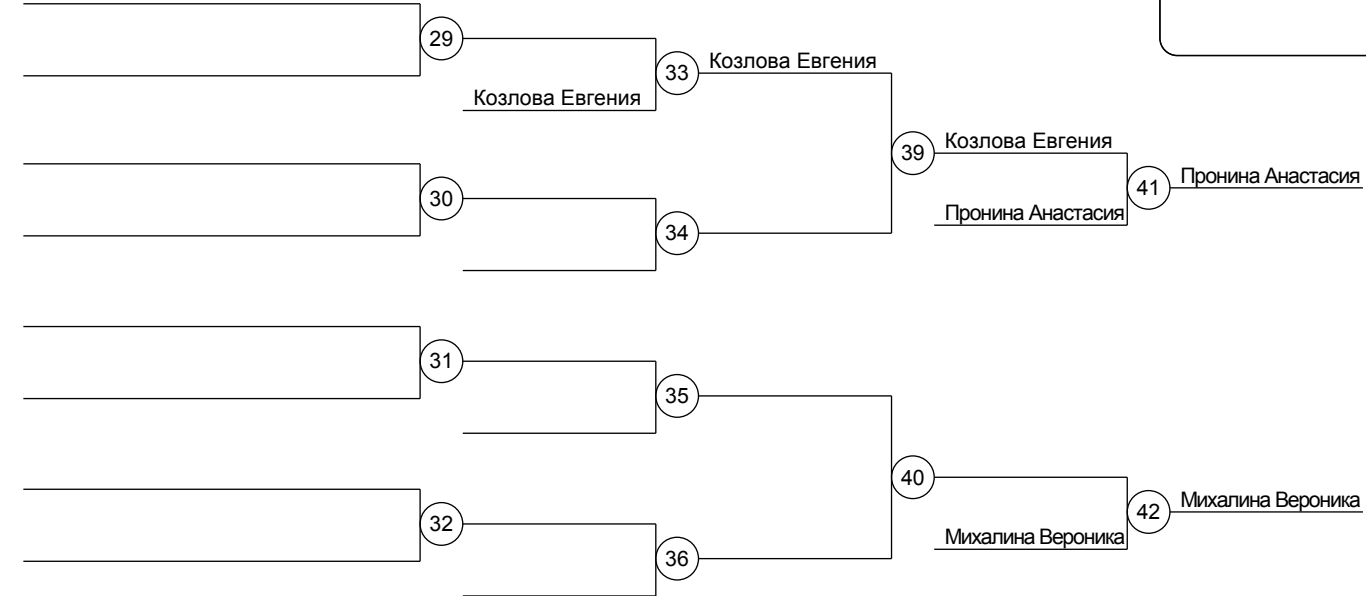 29
Козлова Евгения
33
Козлова Евгения
30
34
39
Козлова Евгения
Пронина Анастасия
41
Пронина Анастасия
31
35
32
36
40
Михалина Вероника
42
Михалина Вероника